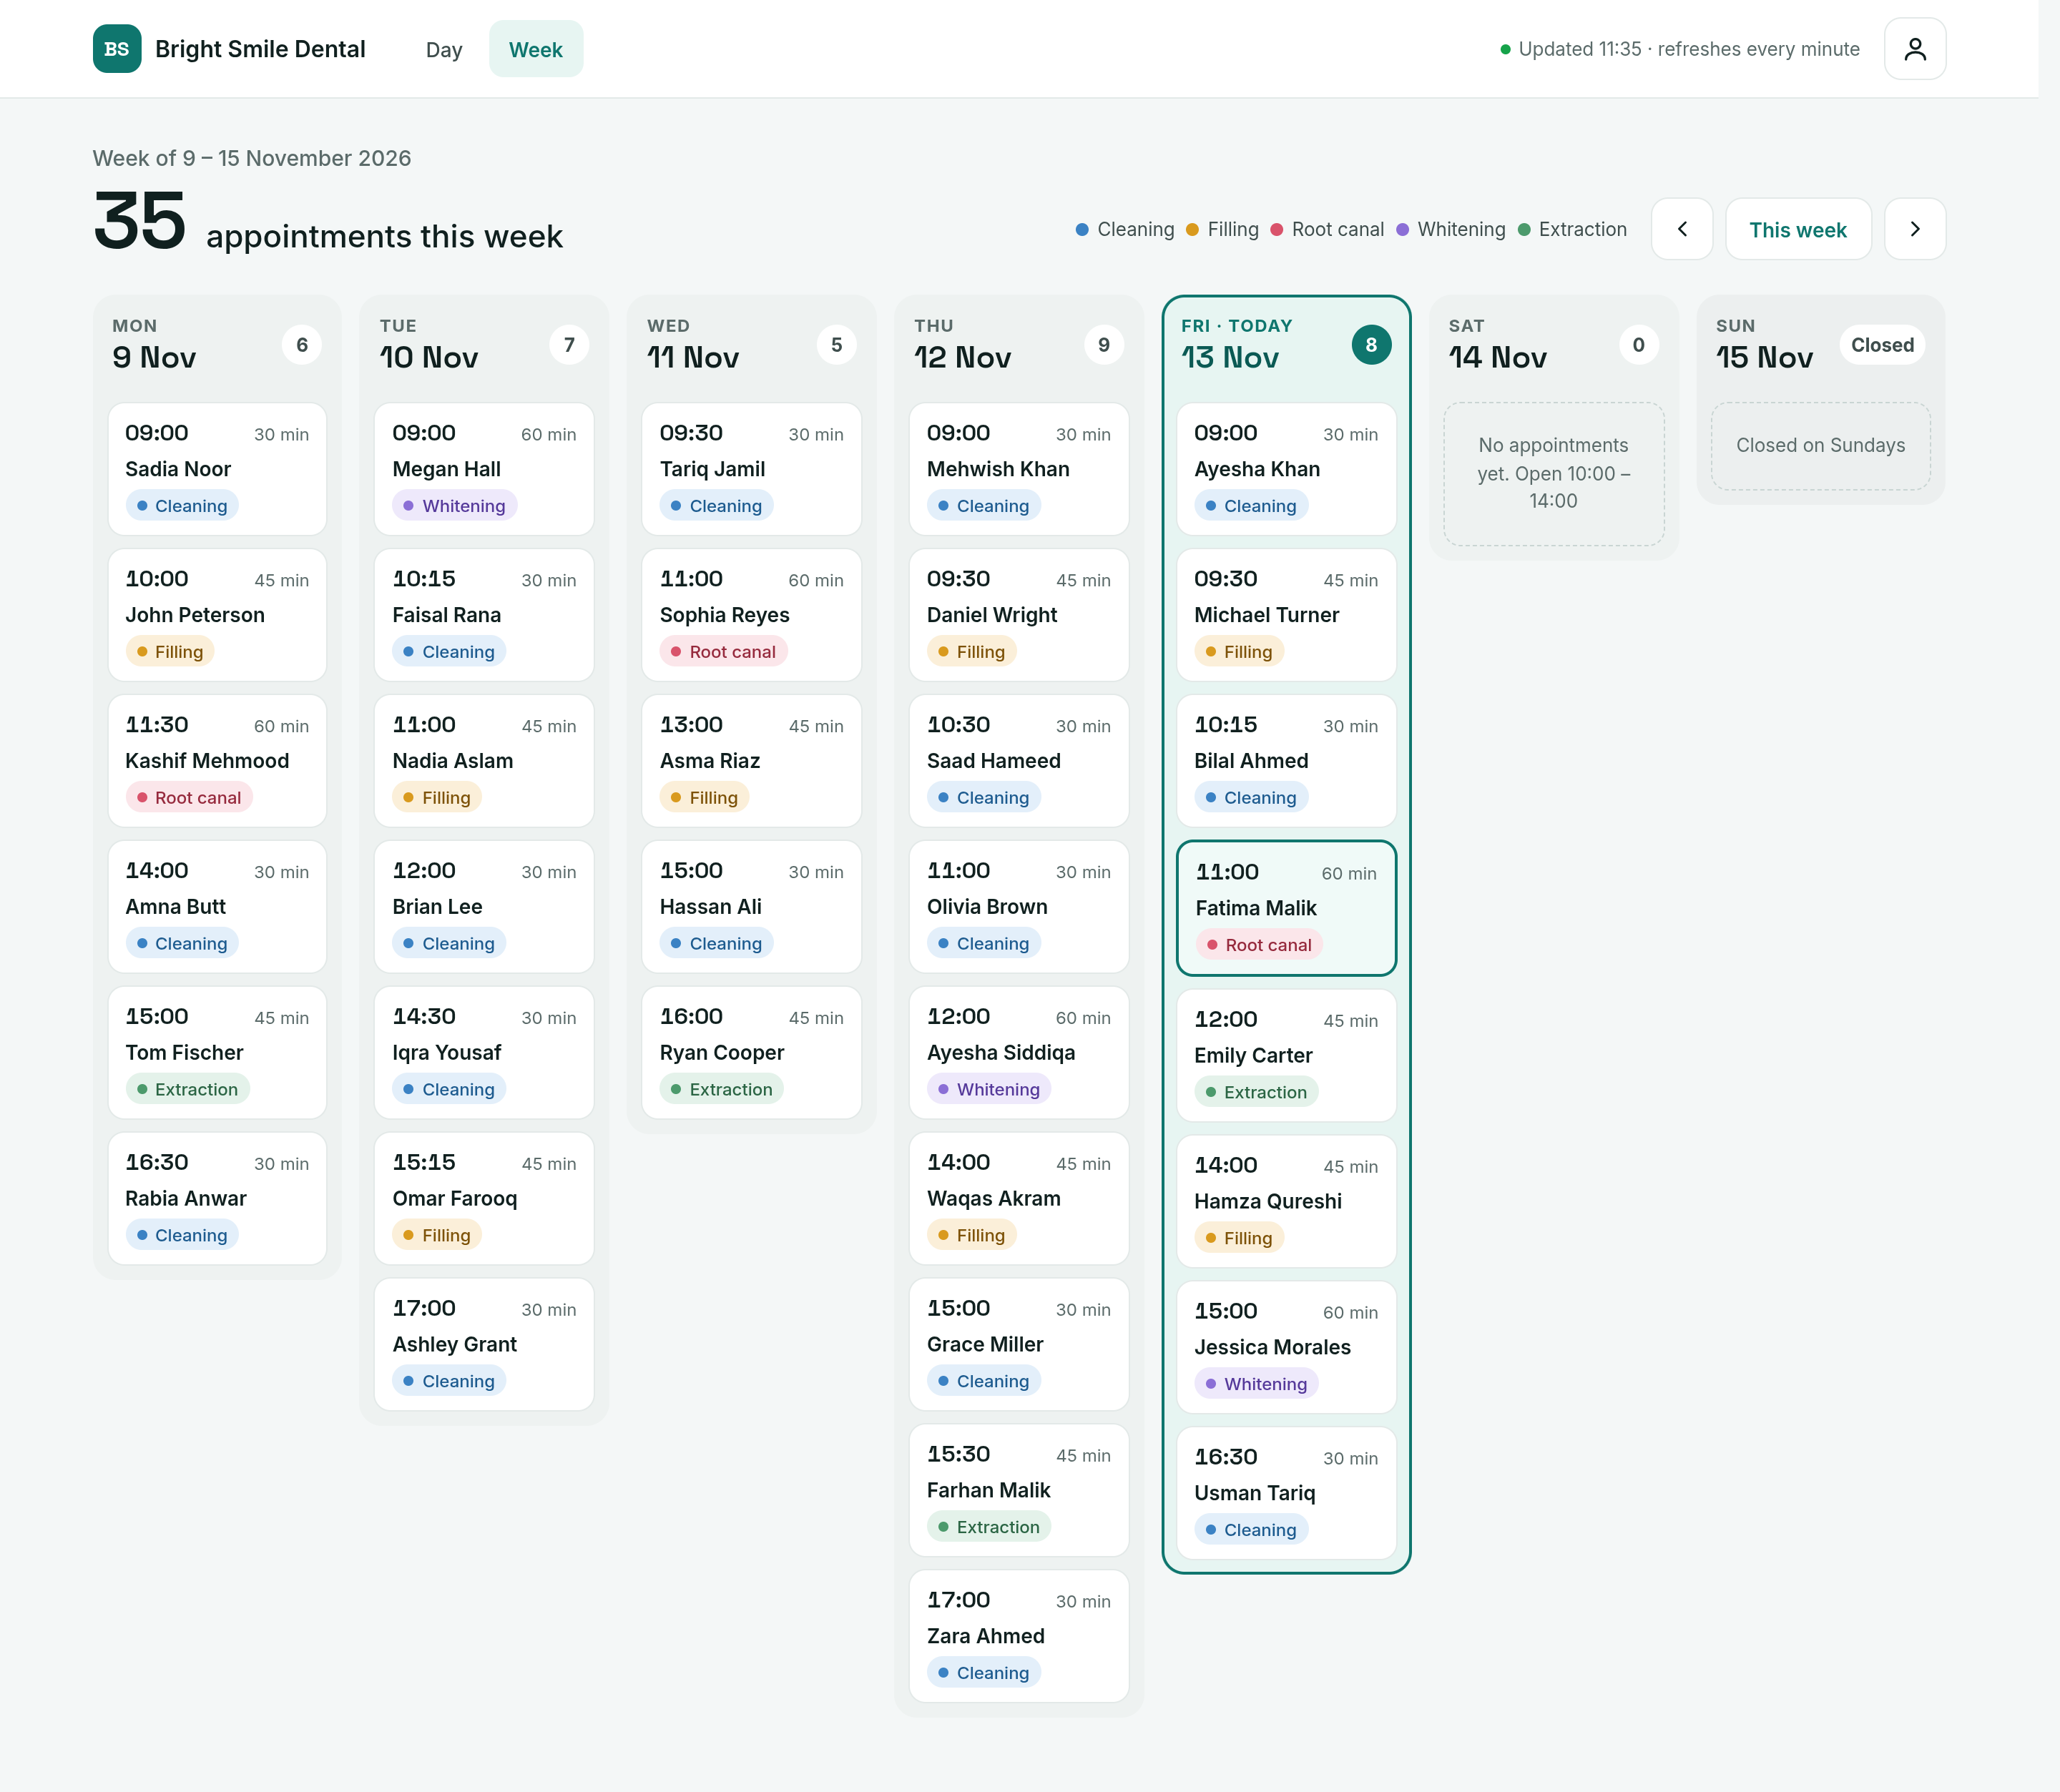 BS Bright Smile Dental Day Week Updated 11:35 · refreshes every minute
Week of 9 – 15 November 2026
35 appointments this week
Cleaning Filling Root canal Whitening Extraction This week
MON
9 Nov 6
09:00 30 min
Sadia Noor
Cleaning
10:00 45 min
John Peterson
Filling
11:30 60 min
Kashif Mehmood
Root canal
14:00 30 min
Amna Butt
Cleaning
15:00 45 min
Tom Fischer
Extraction
16:30 30 min
Rabia Anwar
Cleaning
TUE
10 Nov 7
09:00 60 min
Megan Hall
Whitening
10:15 30 min
Faisal Rana
Cleaning
11:00 45 min
Nadia Aslam
Filling
12:00 30 min
Brian Lee
Cleaning
14:30 30 min
Iqra Yousaf
Cleaning
15:15 45 min
Omar Farooq
Filling
17:00 30 min
Ashley Grant
Cleaning
WED
11 Nov 5
09:30 30 min
Tariq Jamil
Cleaning
11:00 60 min
Sophia Reyes
Root canal
13:00 45 min
Asma Riaz
Filling
15:00 30 min
Hassan Ali
Cleaning
16:00 45 min
Ryan Cooper
Extraction
THU
12 Nov 9
09:00 30 min
Mehwish Khan
Cleaning
09:30 45 min
Daniel Wright
Filling
10:30 30 min
Saad Hameed
Cleaning
11:00 30 min
Olivia Brown
Cleaning
12:00 60 min
Ayesha Siddiqa
Whitening
14:00 45 min
Waqas Akram
Filling
15:00 30 min
Grace Miller
Cleaning
15:30 45 min
Farhan Malik
Extraction
17:00 30 min
Zara Ahmed
Cleaning
FRI · TODAY
13 Nov 8
09:00 30 min
Ayesha Khan
Cleaning
09:30 45 min
Michael Turner
Filling
10:15 30 min
Bilal Ahmed
Cleaning
11:00 60 min
Fatima Malik
Root canal
12:00 45 min
Emily Carter
Extraction
14:00 45 min
Hamza Qureshi
Filling
15:00 60 min
Jessica Morales
Whitening
16:30 30 min
Usman Tariq
Cleaning
SAT
14 Nov 0
No appointments
yet. Open 10:00 –
14:00
SUN
15 Nov Closed
Closed on Sundays